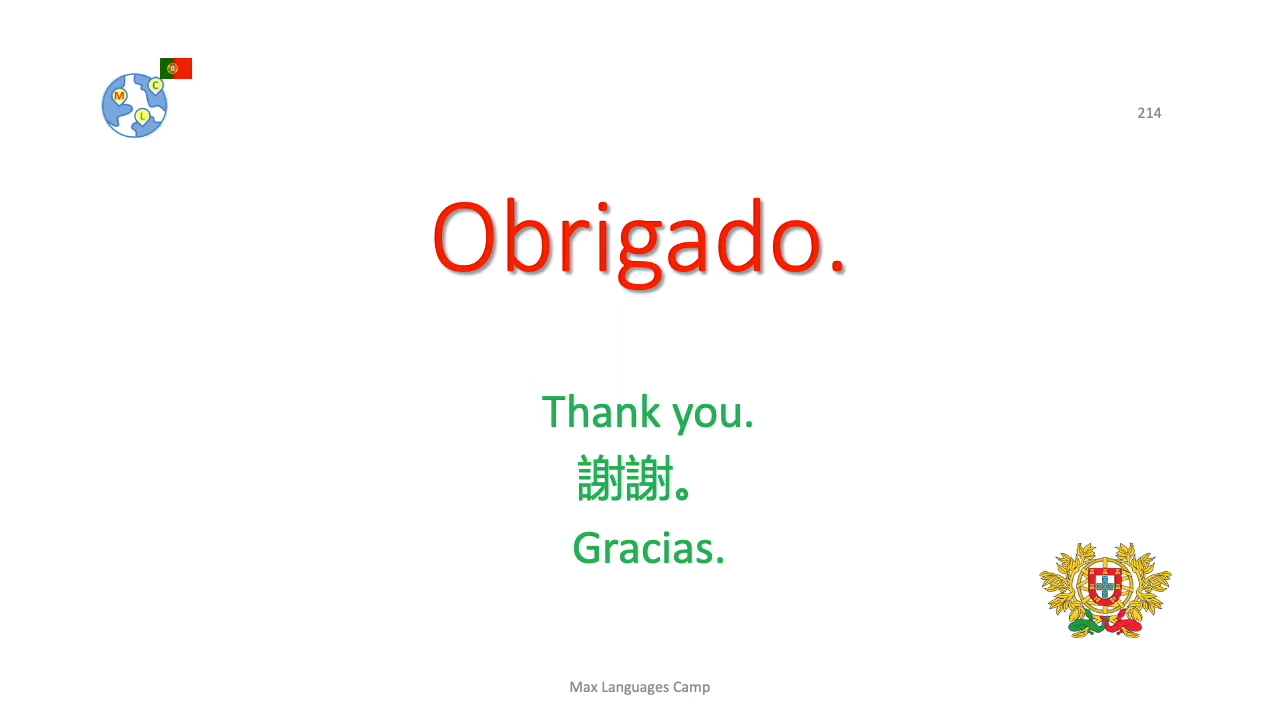 M
C
L
214
Obrigado.
Thank you.
謝謝。
Gracias.
Max Languages Camp